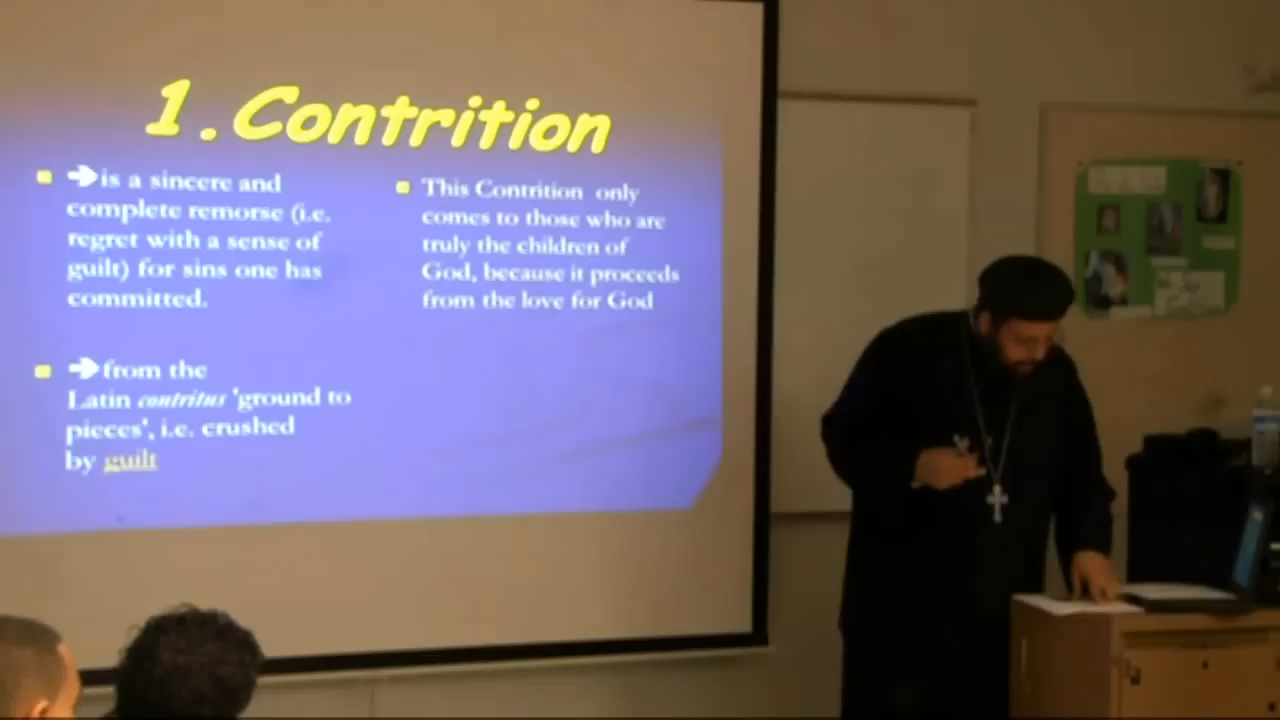 1. Contrition
➔is a sincere and
complete remorse (i.e.
regret with a sense of
guilt) for sins one has
committed.
➔from the
Latin contritus 'ground to
pieces', i.e. crushed
by guilt
This Contrition only
comes to those who are
truly the children of
God, because it proceeds
from the love for God